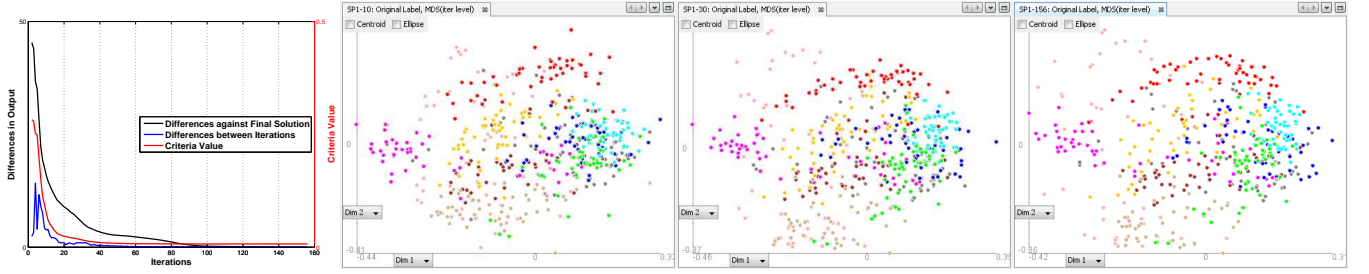 50
0.5
Differences in Output
Criteria Value
Differences against Final Solution
Differences between Iterations
Criteria Value
0
0
0
20
40
60
80
100
120
140
160
Iterations
SP1-10: Original Label, MDS(iter level)
Centroid
Ellipse
0
Dim 2
-0.44
0
Dim 1
SP1-30: Original Label, MDS(iter level)
Centroid
Ellipse
0
Dim 2
-0.37
-0.46
0
Dim 1
SP1-156: Original Label, MDS(iter level)
Centroid
Ellipse
0
Dim 2
-0.36
-0.42
0
Dim 1